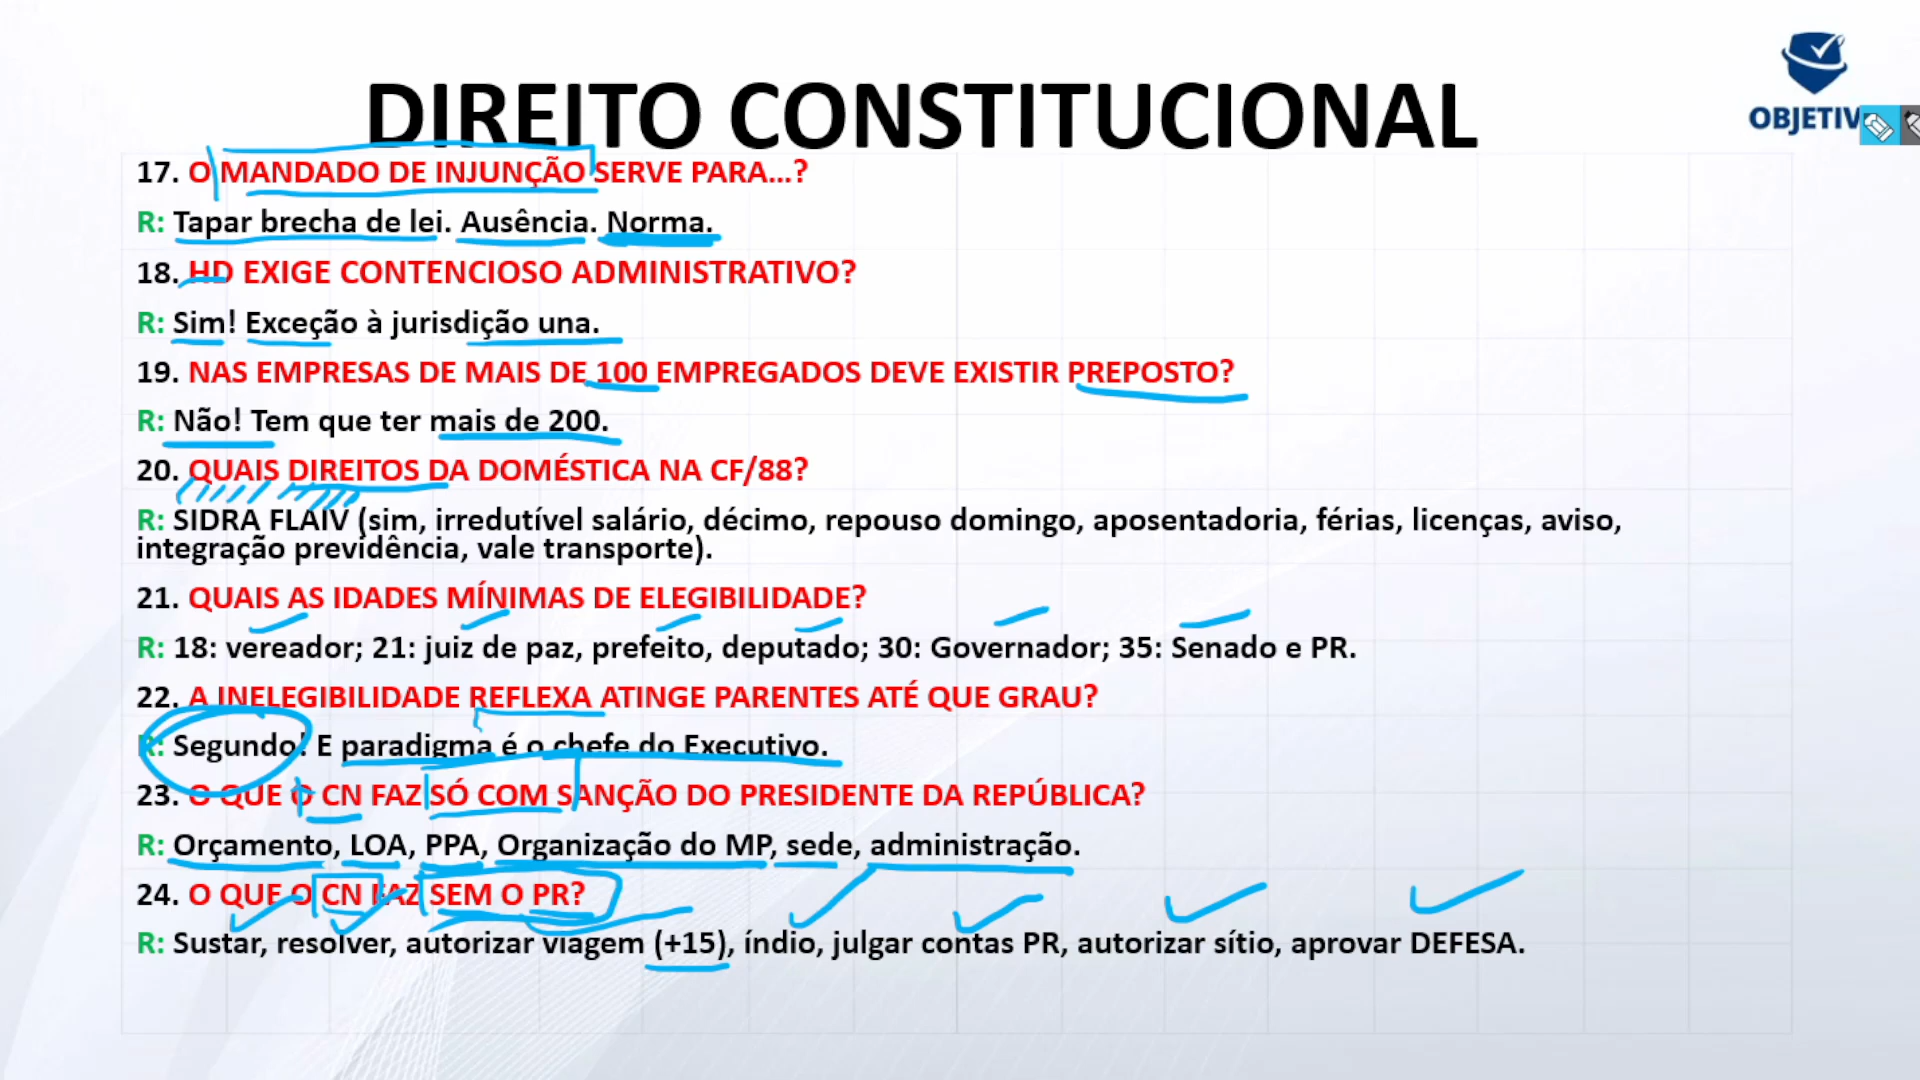 OBJETIV
DIREITO CONSTITUCIONAL
17. O MANDADO DE INJUNÇÃO SERVE PARA...?
R: Tapar brecha de lei. Ausência. Norma.
18. HD EXIGE CONTENCIOSO ADMINISTRATIVO?
R: Sim! Exceção à jurisdição una.
19. NAS EMPRESAS DE MAIS DE 100 EMPREGADOS DEVE EXISTIR PREPOSTO?
R: Não! Tem que ter mais de 200.
20. QUAIS DIREITOS DA DOMÉSTICA NA CF/88?
R: SIDRA FLAIV (sim, irredutível salário, décimo, repouso domingo, aposentadoria, férias, licenças, aviso,
integração previdência, vale transporte).
21. QUAIS AS IDADES MÍNIMAS DE ELEGIBILIDADE?
R: 18: vereador; 21: juiz de paz, prefeito, deputado; 30: Governador; 35: Senado e PR.
22. A INELEGIBILIDADE REFLEXA ATINGE PARENTES ATÉ QUE GRAU?
R: Segundo! E paradigma é o chefe do Executivo.
23. O QUE O CN FAZ SÓ COM SANÇÃO DO PRESIDENTE DA REPÚBLICA?
R: Orçamento, LOA, PPA, Organização do MP, sede, administração.
24. O QUE O CN FAZ SEM O PR?
R: Sustar, resolver, autorizar viagem (+15), índio, julgar contas PR, autorizar sítio, aprovar DEFESA.